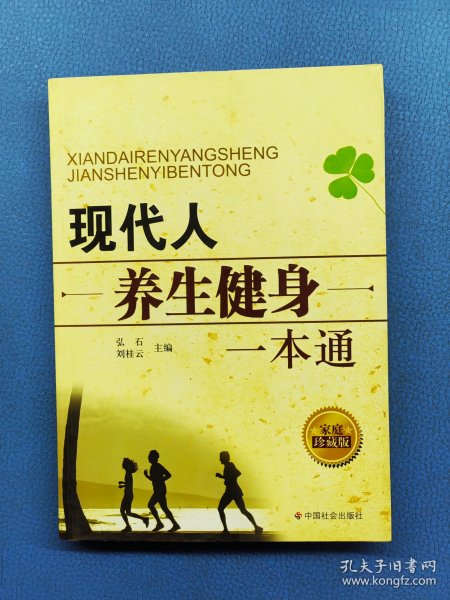 XIANDAIRENYANGSHENG
JIANSHENYIBENTONG
现代人
养生健身
一本通
弘石
刘桂云
主编
家庭
珍藏版
中国社会出版社
孔夫子旧书网
www.kongfz.com